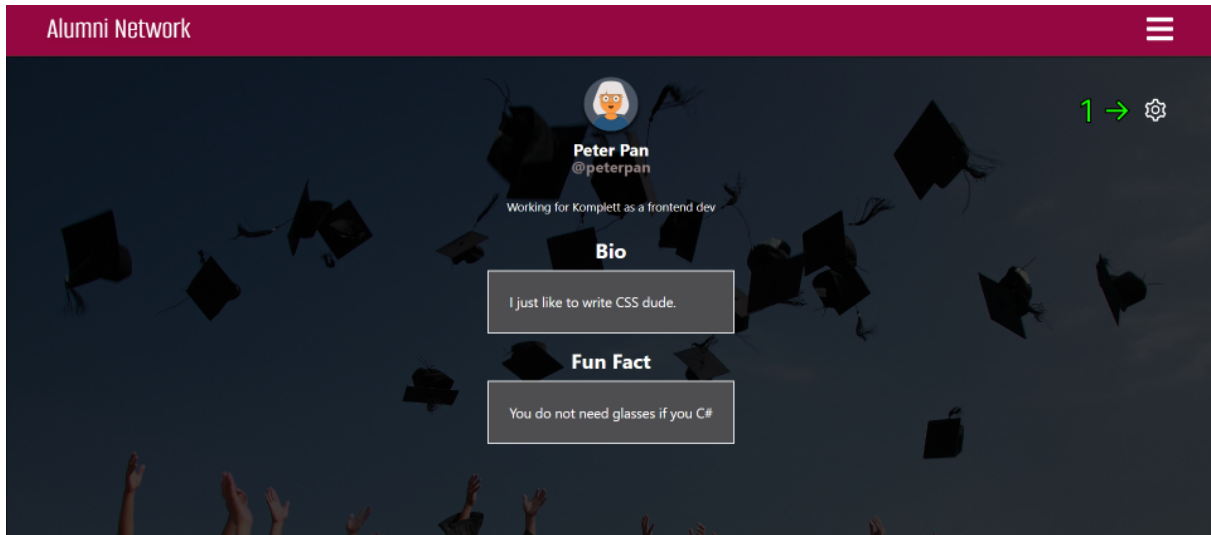 Alumni Network
1 →
Peter Pan
@peterpan
Working for Komplett as a frontend dev
Bio
I just like to write CSS dude.
Fun Fact
You do not need glasses if you C#